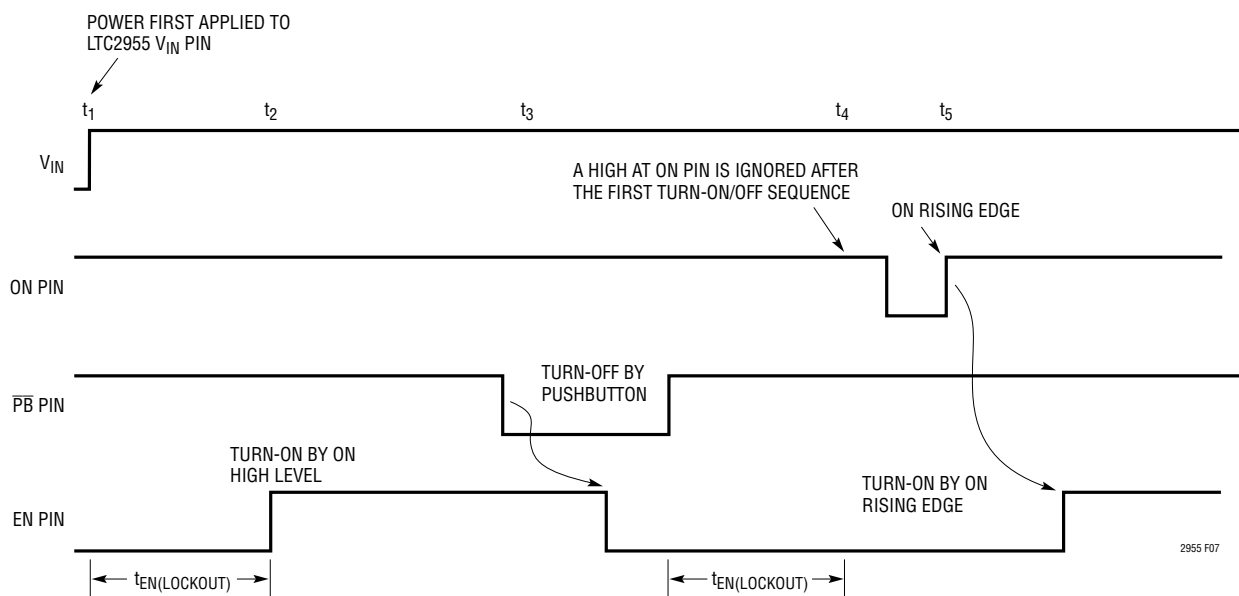 POWER FIRST APPLIED TO
LTC2955 VIN PIN
t1
t2
t3
t4
t5
VIN
A HIGH AT ON PIN IS IGNORED AFTER
THE FIRST TURN-ON/OFF SEQUENCE
ON RISING EDGE
ON PIN
TURN-OFF BY
PUSHBUTTON
P̅B̅ PIN
TURN-ON BY ON
HIGH LEVEL
TURN-ON BY ON
RISING EDGE
EN PIN
2955 F07
tEN(LOCKOUT)
tEN(LOCKOUT)